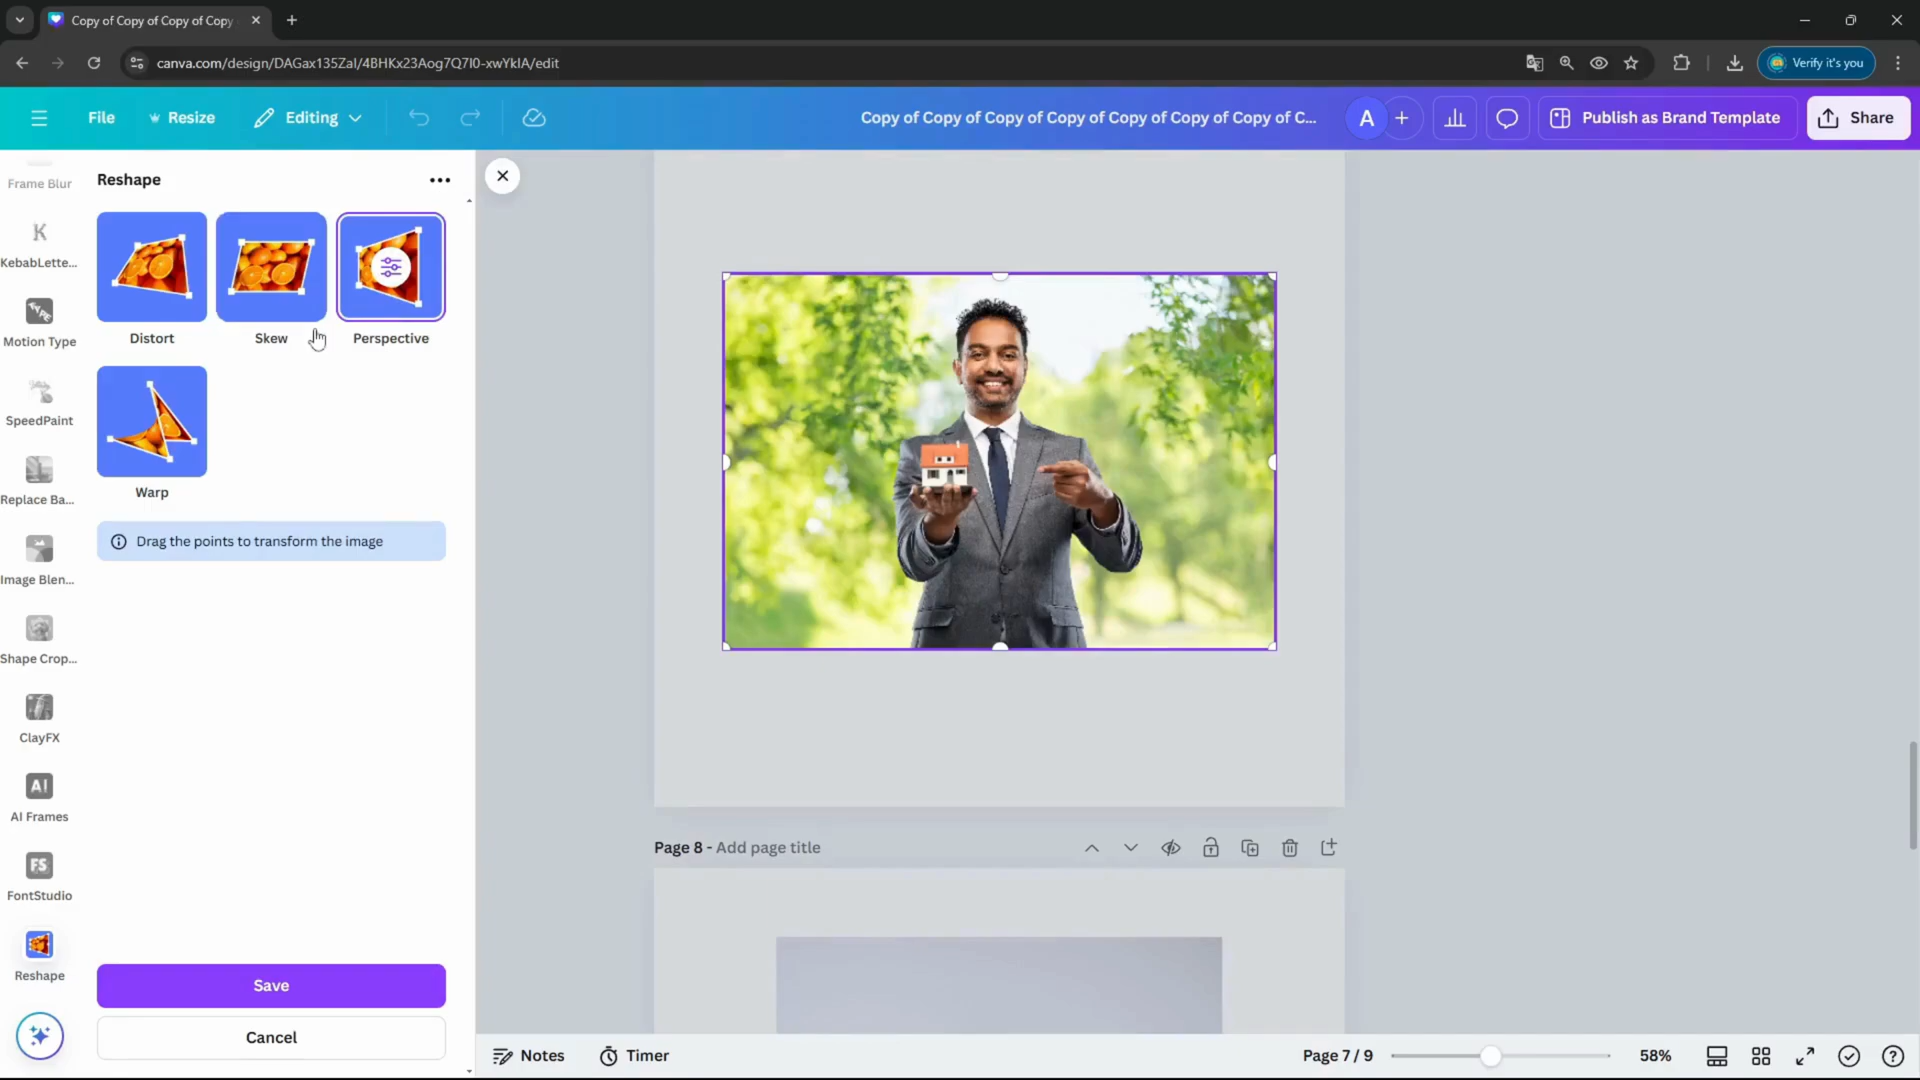 Copy of Copy of Copy of Copy
canva.com/design/DAGax135ZaI/4BHKx23Aog7Q7I0-xwYkIA/edit
Verify it's you
File
Resize
Editing
Copy of Copy of Copy of Copy of Copy of Copy of Copy of C...
A
Publish as Brand Template
Share
Frame Blur
K
KebabLette...
TYPE
Motion Type
SpeedPaint
Replace Ba...
Image Blen...
Shape Crop...
ClayFX
AI
AI Frames
FS
FontStudio
Reshape
Reshape
Distort
Skew
Perspective
Warp
Drag the points to transform the image
Save
Cancel
Page 8 - Add page title
Notes
Timer
Page 7 / 9
58%